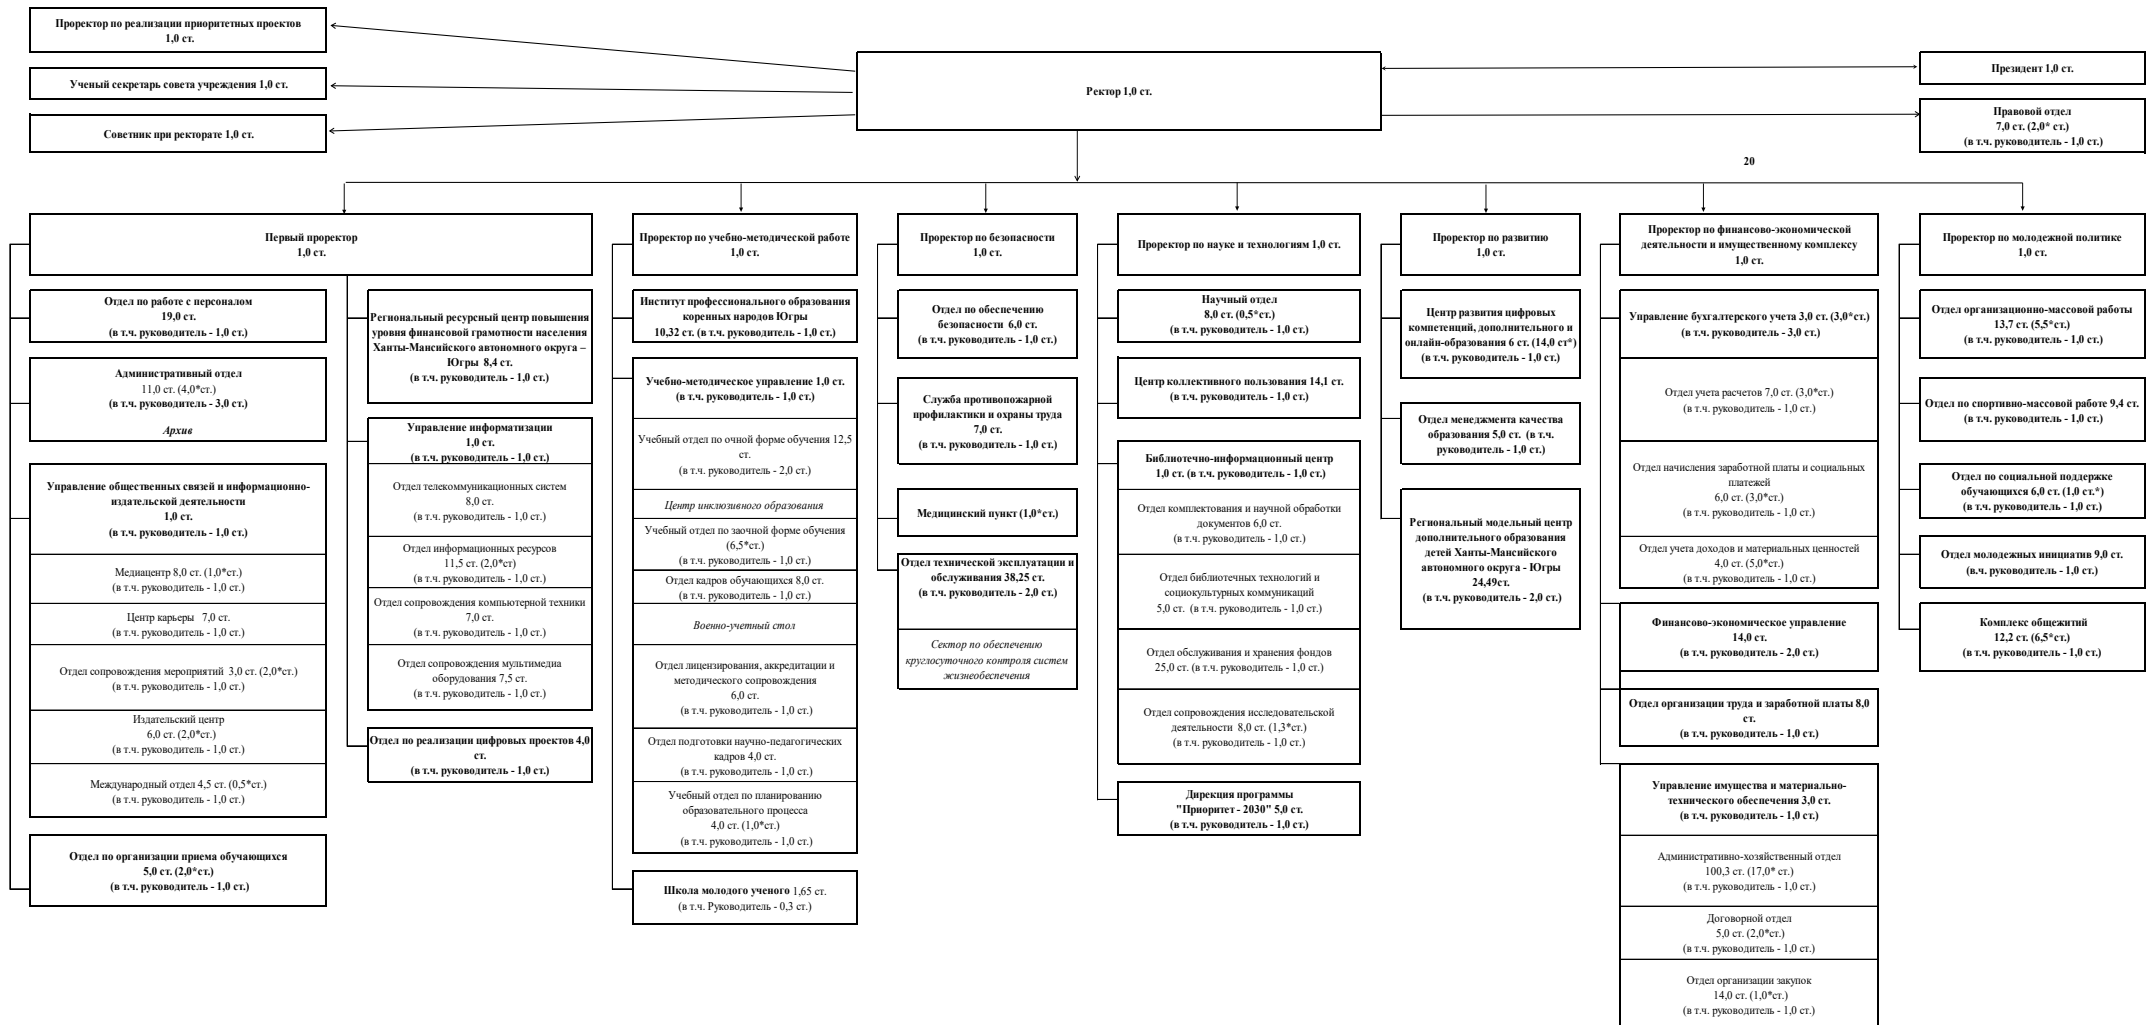 Проректор по реализации приоритетных проектов
1,0 ст.
Ученый секретарь совета учреждения 1,0 ст.
Советник при ректорате 1,0 ст.
Ректор 1,0 ст.
Президент 1,0 ст.
Правовой отдел
7,0 ст. (2,0* ст.)
(в т.ч. руководитель - 1,0 ст.)
20
Первый проректор
1,0 ст.
Отдел по работе с персоналом
19,0 ст.
(в т.ч. руководитель - 1,0 ст.)
Административный отдел
11,0 ст. (4,0*ст.)
(в т.ч. руководитель - 3,0 ст.)
Архив
Управление общественных связей и информационно-
издательской деятельности
1,0 ст.
(в т.ч. руководитель - 1,0 ст.)
Медиацентр 8,0 ст. (1,0*ст.)
(в т.ч. руководитель - 1,0 ст.)
Центр карьеры 7,0 ст.
(в т.ч. руководитель - 1,0 ст.)
Отдел сопровождения мероприятий 3,0 ст. (2,0*ст.)
(в т.ч. руководитель - 1,0 ст.)
Издательский центр
6,0 ст. (2,0*ст.)
(в т.ч. руководитель - 1,0 ст.)
Международный отдел 4,5 ст. (0,5*ст.)
(в т.ч. руководитель - 1,0 ст.)
Отдел по организации приема обучающихся
5,0 ст. (2,0*ст.)
(в т.ч. руководитель - 1,0 ст.)
Региональный ресурсный центр повышения
уровня финансовой грамотности населения
Ханты-Мансийского автономного округа –
Югры 8,4 ст.
(в т.ч. руководитель - 1,0 ст.)
Управление информатизации
1,0 ст.
(в т.ч. руководитель - 1,0 ст.)
Отдел телекоммуникационных систем
8,0 ст.
(в т.ч. руководитель - 1,0 ст.)
Отдел информационных ресурсов
11,5 ст. (2,0*ст)
(в т.ч. руководитель - 1,0 ст.)
Отдел сопровождения компьютерной техники
7,0 ст.
(в т.ч. руководитель - 1,0 ст.)
Отдел сопровождения мультимедиа
оборудования 7,5 ст.
(в т.ч. руководитель - 1,0 ст.)
Отдел по реализации цифровых проектов 4,0
ст.
(в т.ч. руководитель - 1,0 ст.)
Проректор по учебно-методической работе
1,0 ст.
Институт профессионального образования
коренных народов Югры
10,32 ст. (в т.ч. руководитель - 1,0 ст.)
Учебно-методическое управление 1,0 ст.
(в т.ч. руководитель - 1,0 ст.)
Учебный отдел по очной форме обучения 12,5
ст.
(в т.ч. руководитель - 2,0 ст.)
Центр инклюзивного образования
Учебный отдел по заочной форме обучения
(6,5*ст.)
(в т.ч. руководитель - 1,0 ст.)
Отдел кадров обучающихся 8,0 ст.
(в т.ч. руководитель - 1,0 ст.)
Военно-учетный стол
Отдел лицензирования, аккредитации и
методического сопровождения
6,0 ст.
(в т.ч. руководитель - 1,0 ст.)
Отдел подготовки научно-педагогических
кадров 4,0 ст.
(в т.ч. руководитель - 1,0 ст.)
Учебный отдел по планированию
образовательного процесса
4,0 ст. (1,0*ст.)
(в т.ч. руководитель - 1,0 ст.)
Школа молодого ученого 1,65 ст.
(в т.ч. Руководитель - 0,3 ст.)
Проректор по безопасности
1,0 ст.
Отдел по обеспечению
безопасности 6,0 ст.
(в т.ч. руководитель - 1,0 ст.)
Служба противопожарной
профилактики и охраны труда
7,0 ст.
(в т.ч. руководитель - 1,0 ст.)
Медицинский пункт (1,0*ст.)
Отдел технической эксплуатации и
обслуживания 38,25 ст.
(в т.ч. руководитель - 2,0 ст.)
Сектор по обеспечению
круглосуточного контроля систем
жизнеобеспечения
Проректор по науке и технологиям 1,0 ст.
Научный отдел
8,0 ст. (0,5*ст.)
(в т.ч. руководитель - 1,0 ст.)
Центр коллективного пользования 14,1 ст.
(в т.ч. руководитель - 1,0 ст.)
Библиотечно-информационный центр
1,0 ст. (в т.ч. руководитель - 1,0 ст.)
Отдел комплектования и научной обработки
документов 6,0 ст.
(в т.ч. руководитель - 1,0 ст.)
Отдел библиотечных технологий и
социокультурных коммуникаций
5,0 ст. (в т.ч. руководитель - 1,0 ст.)
Отдел обслуживания и хранения фондов
25,0 ст. (в т.ч. руководитель - 1,0 ст.)
Отдел сопровождения исследовательской
деятельности 8,0 ст. (1,3*ст.)
(в т.ч. руководитель - 1,0 ст.)
Дирекция программы
"Приоритет - 2030" 5,0 ст.
(в т.ч. руководитель - 1,0 ст.)
Проректор по развитию
1,0 ст.
Центр развития цифровых
компетенций, дополнительного и
онлайн-образования 6 ст. (14,0 ст*)
(в т.ч. руководитель - 1,0 ст.)
Отдел менеджмента качества
образования 5,0 ст. (в т.ч.
руководитель - 1,0 ст.)
Региональный модельный центр
дополнительного образования
детей Ханты-Мансийского
автономного округа - Югры
24,49ст.
(в т.ч. руководитель - 2,0 ст.)
Проректор по финансово-экономической
деятельности и имущественному комплексу
1,0 ст.
Управление бухгалтерского учета 3,0 ст. (3,0*ст.)
(в т.ч. руководитель - 3,0 ст.)
Отдел учета расчетов 7,0 ст. (3,0*ст.)
(в т.ч. руководитель - 1,0 ст.)
Отдел начисления заработной платы и социальных
платежей
6,0 ст. (3,0*ст.)
(в т.ч. руководитель - 1,0 ст.)
Отдел учета доходов и материальных ценностей
4,0 ст. (5,0*ст.)
(в т.ч. руководитель - 1,0 ст.)
Финансово-экономическое управление
14,0 ст.
(в т.ч. руководитель - 2,0 ст.)
Отдел организации труда и заработной платы 8,0
ст.
(в т.ч. руководитель - 1,0 ст.)
Управление имущества и материально-
технического обеспечения 3,0 ст.
(в т.ч. руководитель - 1,0 ст.)
Административно-хозяйственный отдел
100,3 ст. (17,0* ст.)
(в т.ч. руководитель - 1,0 ст.)
Договорной отдел
5,0 ст. (2,0*ст.)
(в т.ч. руководитель - 1,0 ст.)
Отдел организации закупок
14,0 ст. (1,0*ст.)
(в т.ч. руководитель - 1,0 ст.)
Проректор по молодежной политике
1,0 ст.
Отдел организационно-массовой работы
13,7 ст. (5,5*ст.)
(в т.ч. руководитель - 1,0 ст.)
Отдел по спортивно-массовой работе 9,4 ст.
(в т.ч. руководитель - 1,0 ст.)
Отдел по социальной поддержке
обучающихся 6,0 ст. (1,0 ст.*)
(в т.ч. руководитель - 1,0 ст.)
Отдел молодежных инициатив 9,0 ст.
(в.ч. руководитель - 1,0 ст.)
Комплекс общежитий
12,2 ст. (6,5*ст.)
(в т.ч. руководитель - 1,0 ст.)